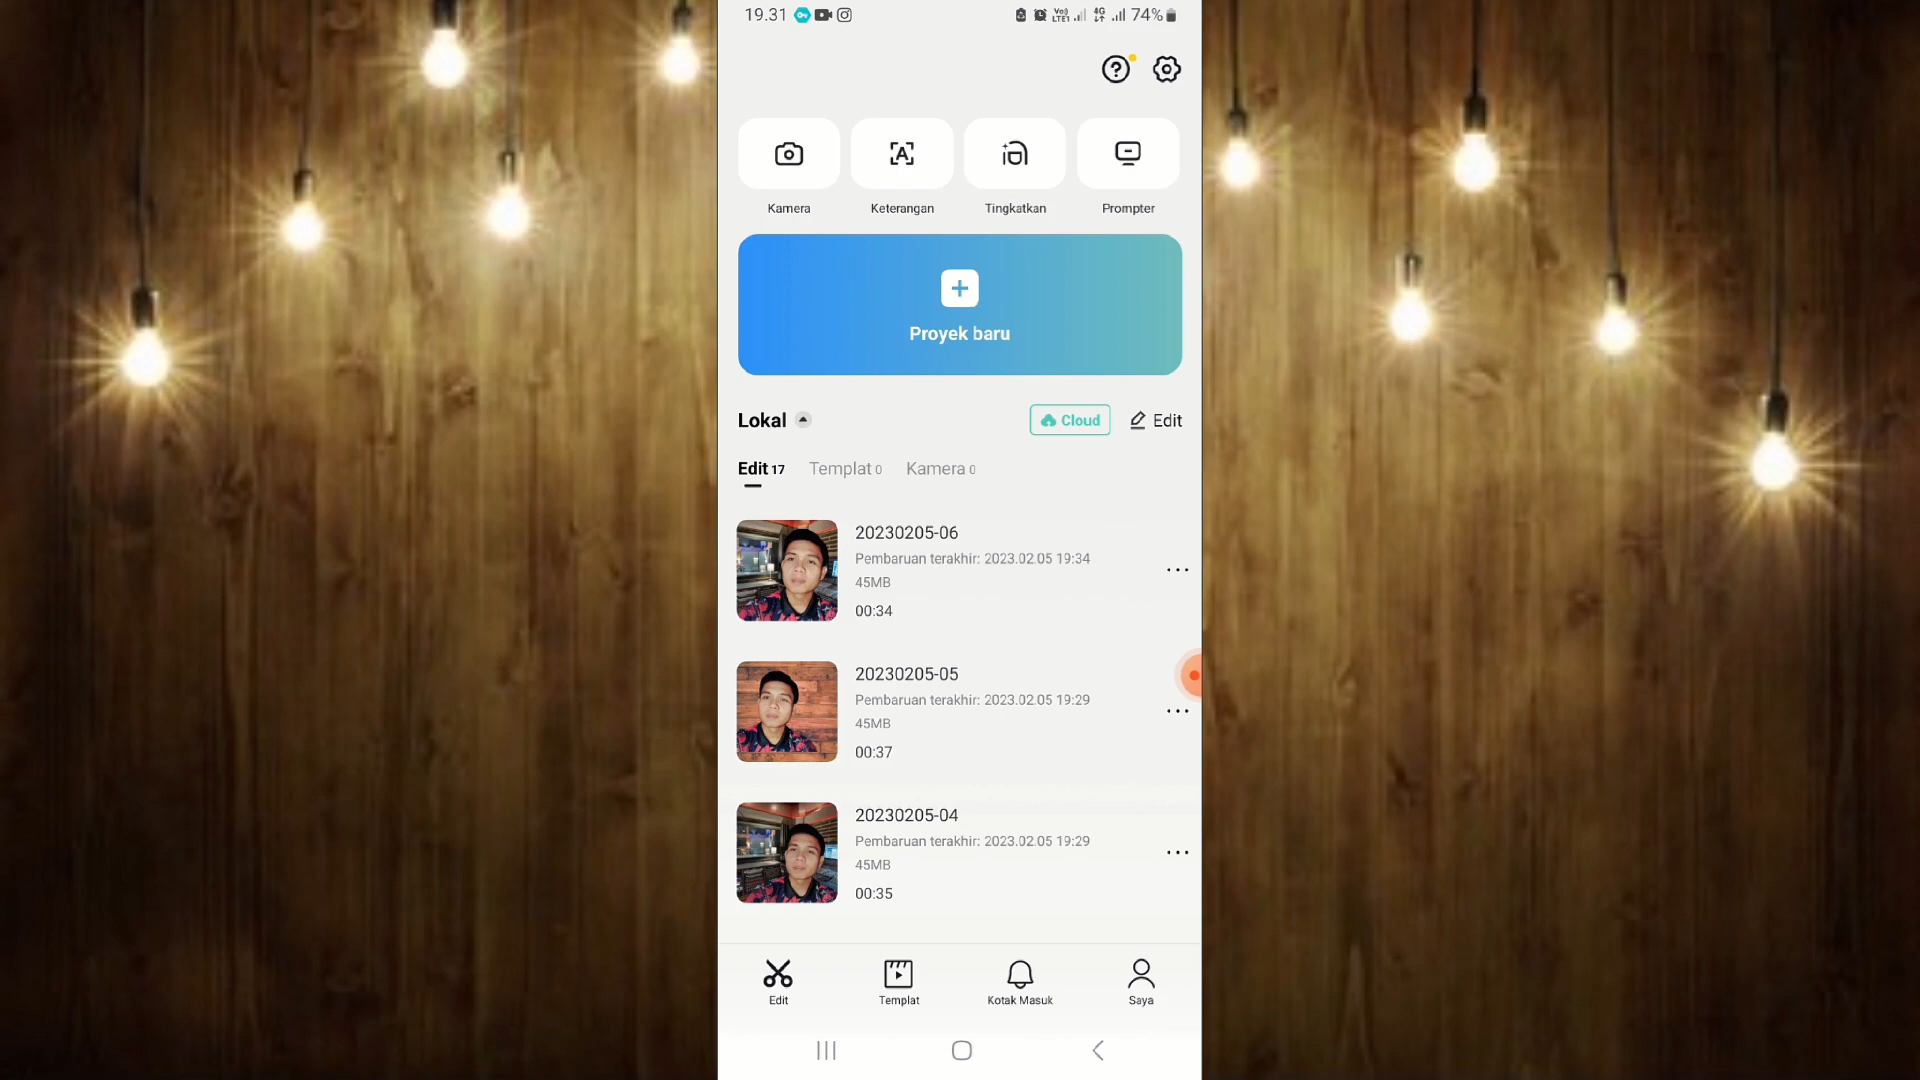 19.31 Vo)) LTE1 4G 74%
Kamera Keterangan Tingkatkan Prompter
Proyek baru
Lokal Cloud Edit
Edit 17 Templat 0 Kamera 0
20230205-06
Pembaruan terakhir: 2023.02.05 19:34
45MB
00:34
20230205-05
Pembaruan terakhir: 2023.02.05 19:29
45MB
00:37
20230205-04
Pembaruan terakhir: 2023.02.05 19:29
45MB
00:35
Edit Templat Kotak Masuk Saya